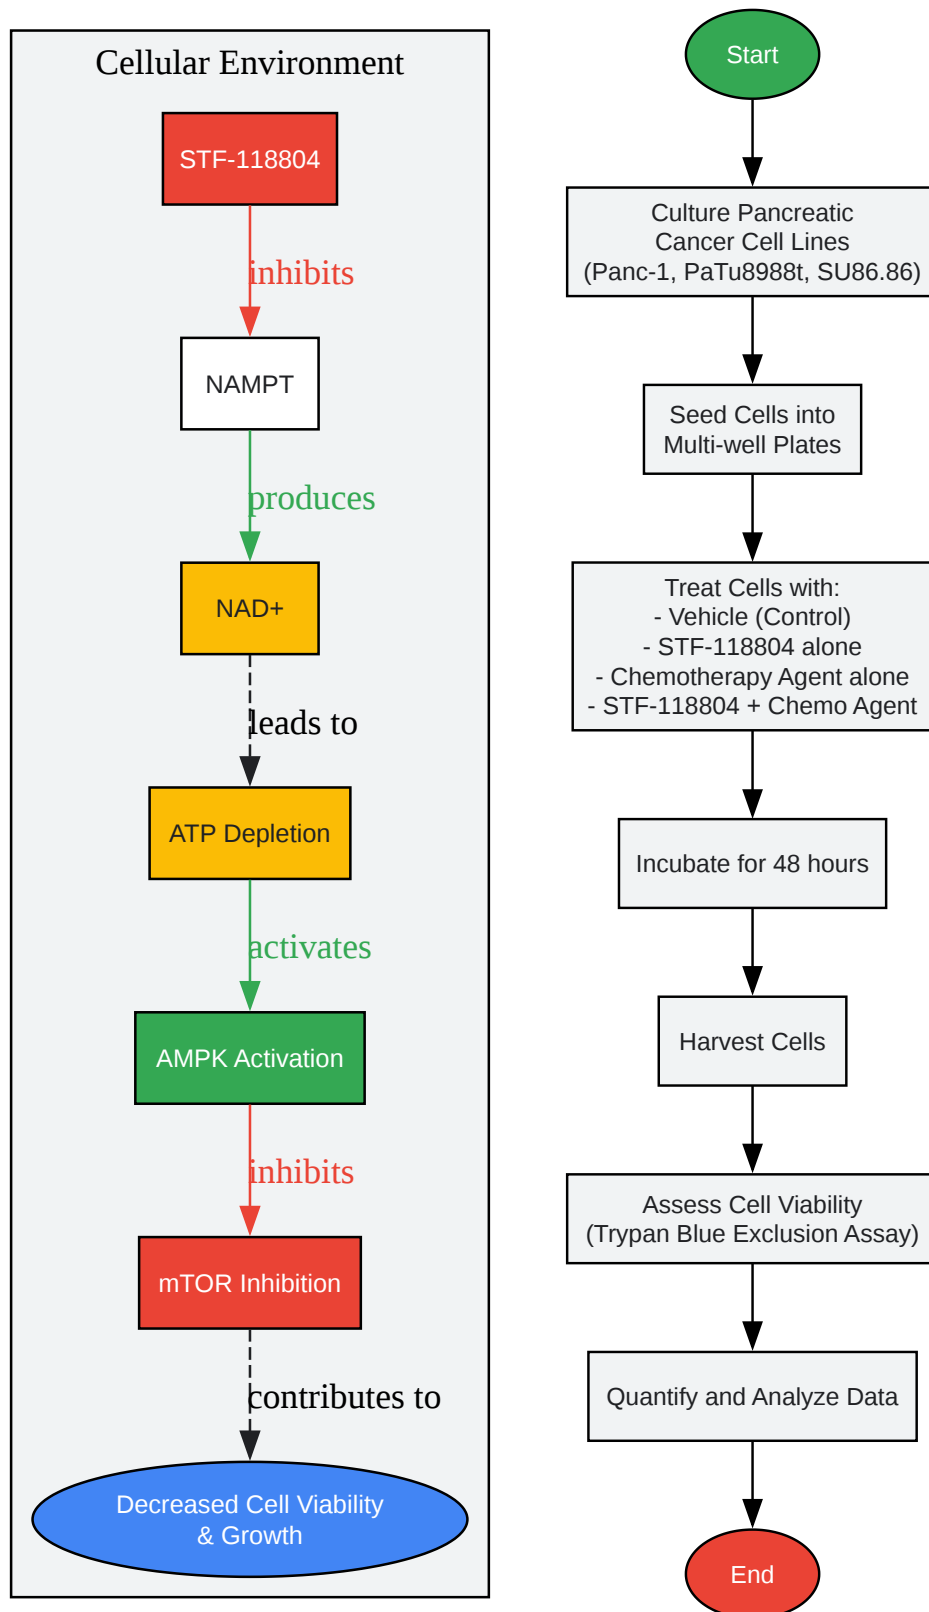 Cellular Environment
STF-118804
inhibits
NAMPT
produces
NAD+
leads to
ATP Depletion
activates
AMPK Activation
inhibits
mTOR Inhibition
contributes to
Decreased Cell Viability
& Growth
Start
Culture Pancreatic
Cancer Cell Lines
(Panc-1, PaTu8988t, SU86.86)
Seed Cells into
Multi-well Plates
Treat Cells with:
- Vehicle (Control)
- STF-118804 alone
- Chemotherapy Agent alone
- STF-118804 + Chemo Agent
Incubate for 48 hours
Harvest Cells
Assess Cell Viability
(Trypan Blue Exclusion Assay)
Quantify and Analyze Data
End